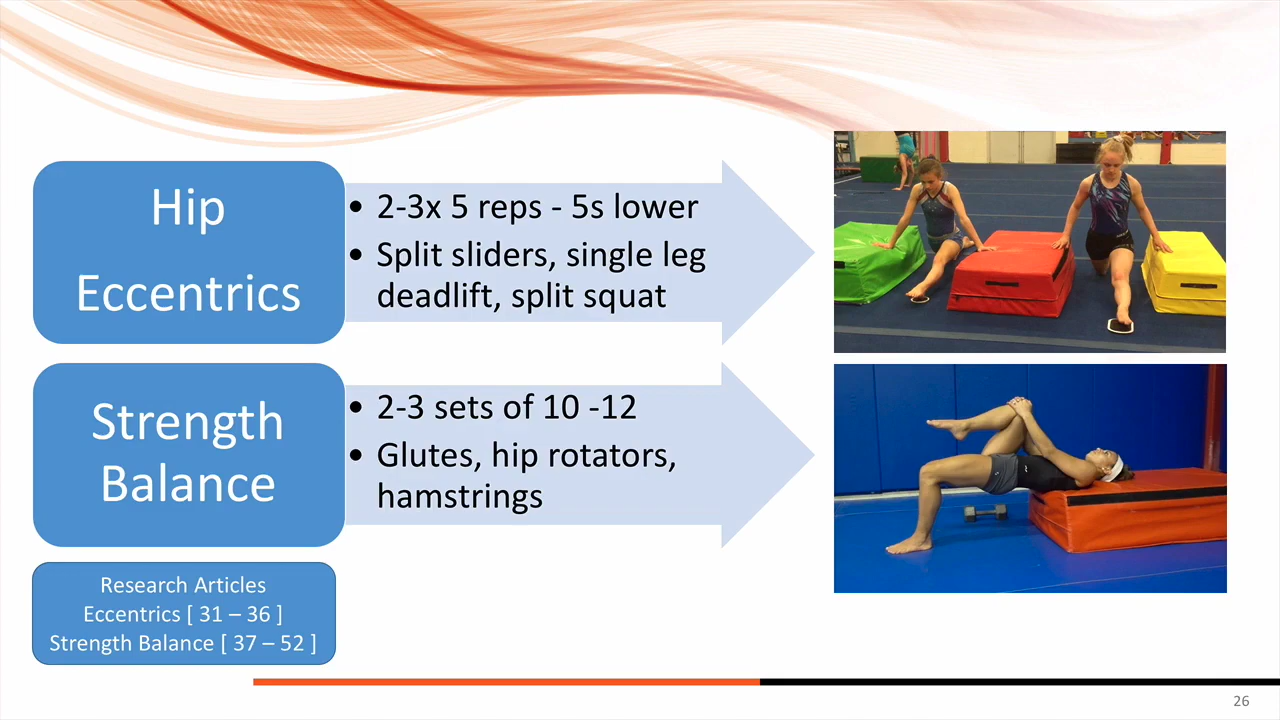 Hip
Eccentrics
• 2-3x 5 reps - 5s lower
• Split sliders, single leg
deadlift, split squat
Strength
Balance
• 2-3 sets of 10 -12
• Glutes, hip rotators,
hamstrings
Research Articles
Eccentrics [ 31 – 36 ]
Strength Balance [ 37 – 52 ]
26